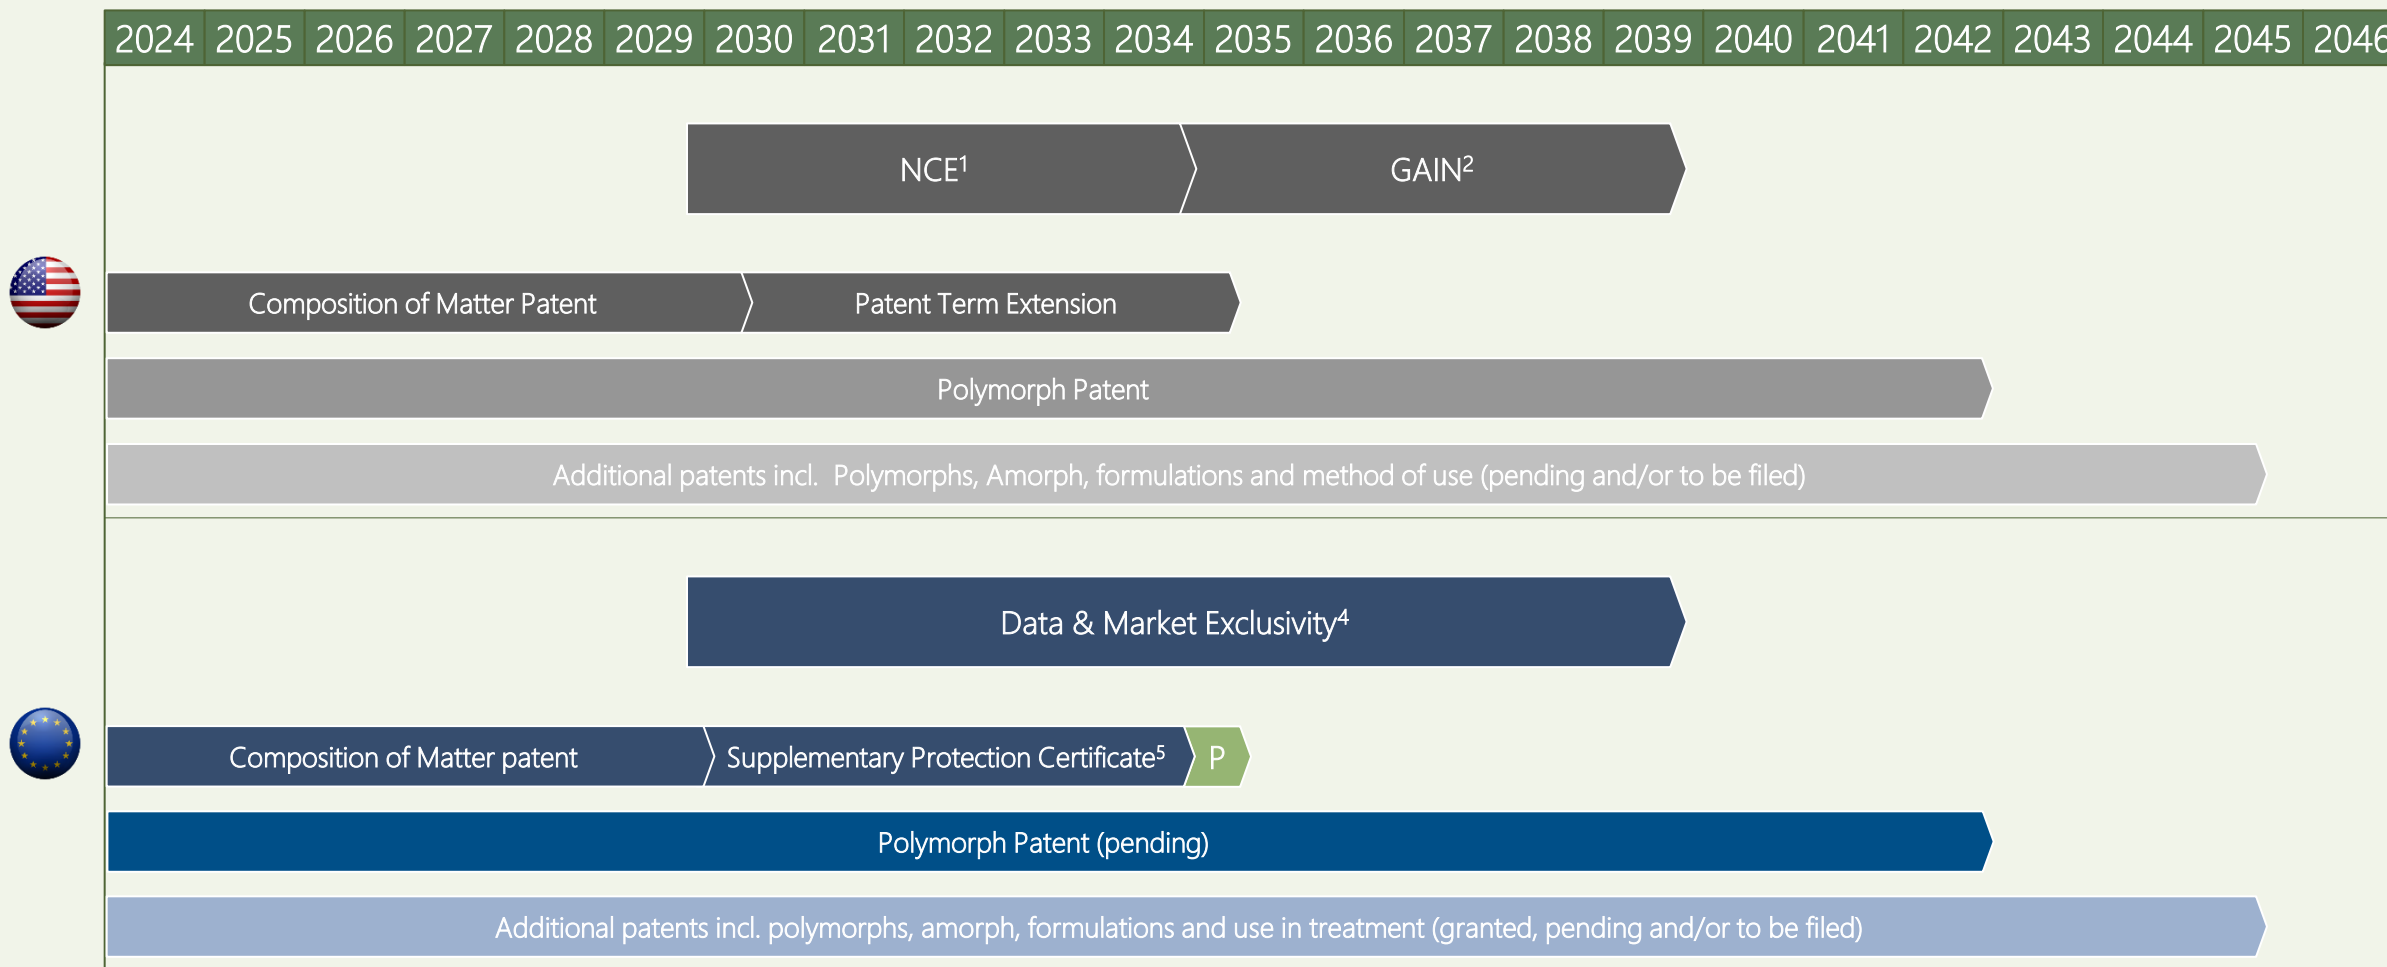 2024 2025 2026 2027 2028 2029 2030 2031 2032 2033 2034 2035 2036 2037 2038 2039 2040 2041 2042 2043 2044 2045 2046
NCE¹ GAIN²
Composition of Matter Patent Patent Term Extension
Polymorph Patent
Additional patents incl. Polymorphs, Amorph, formulations and method of use (pending and/or to be filed)
Data & Market Exclusivity⁴
Composition of Matter patent Supplementary Protection Certificate⁵ P
Polymorph Patent (pending)
Additional patents incl. polymorphs, amorph, formulations and use in treatment (granted, pending and/or to be filed)